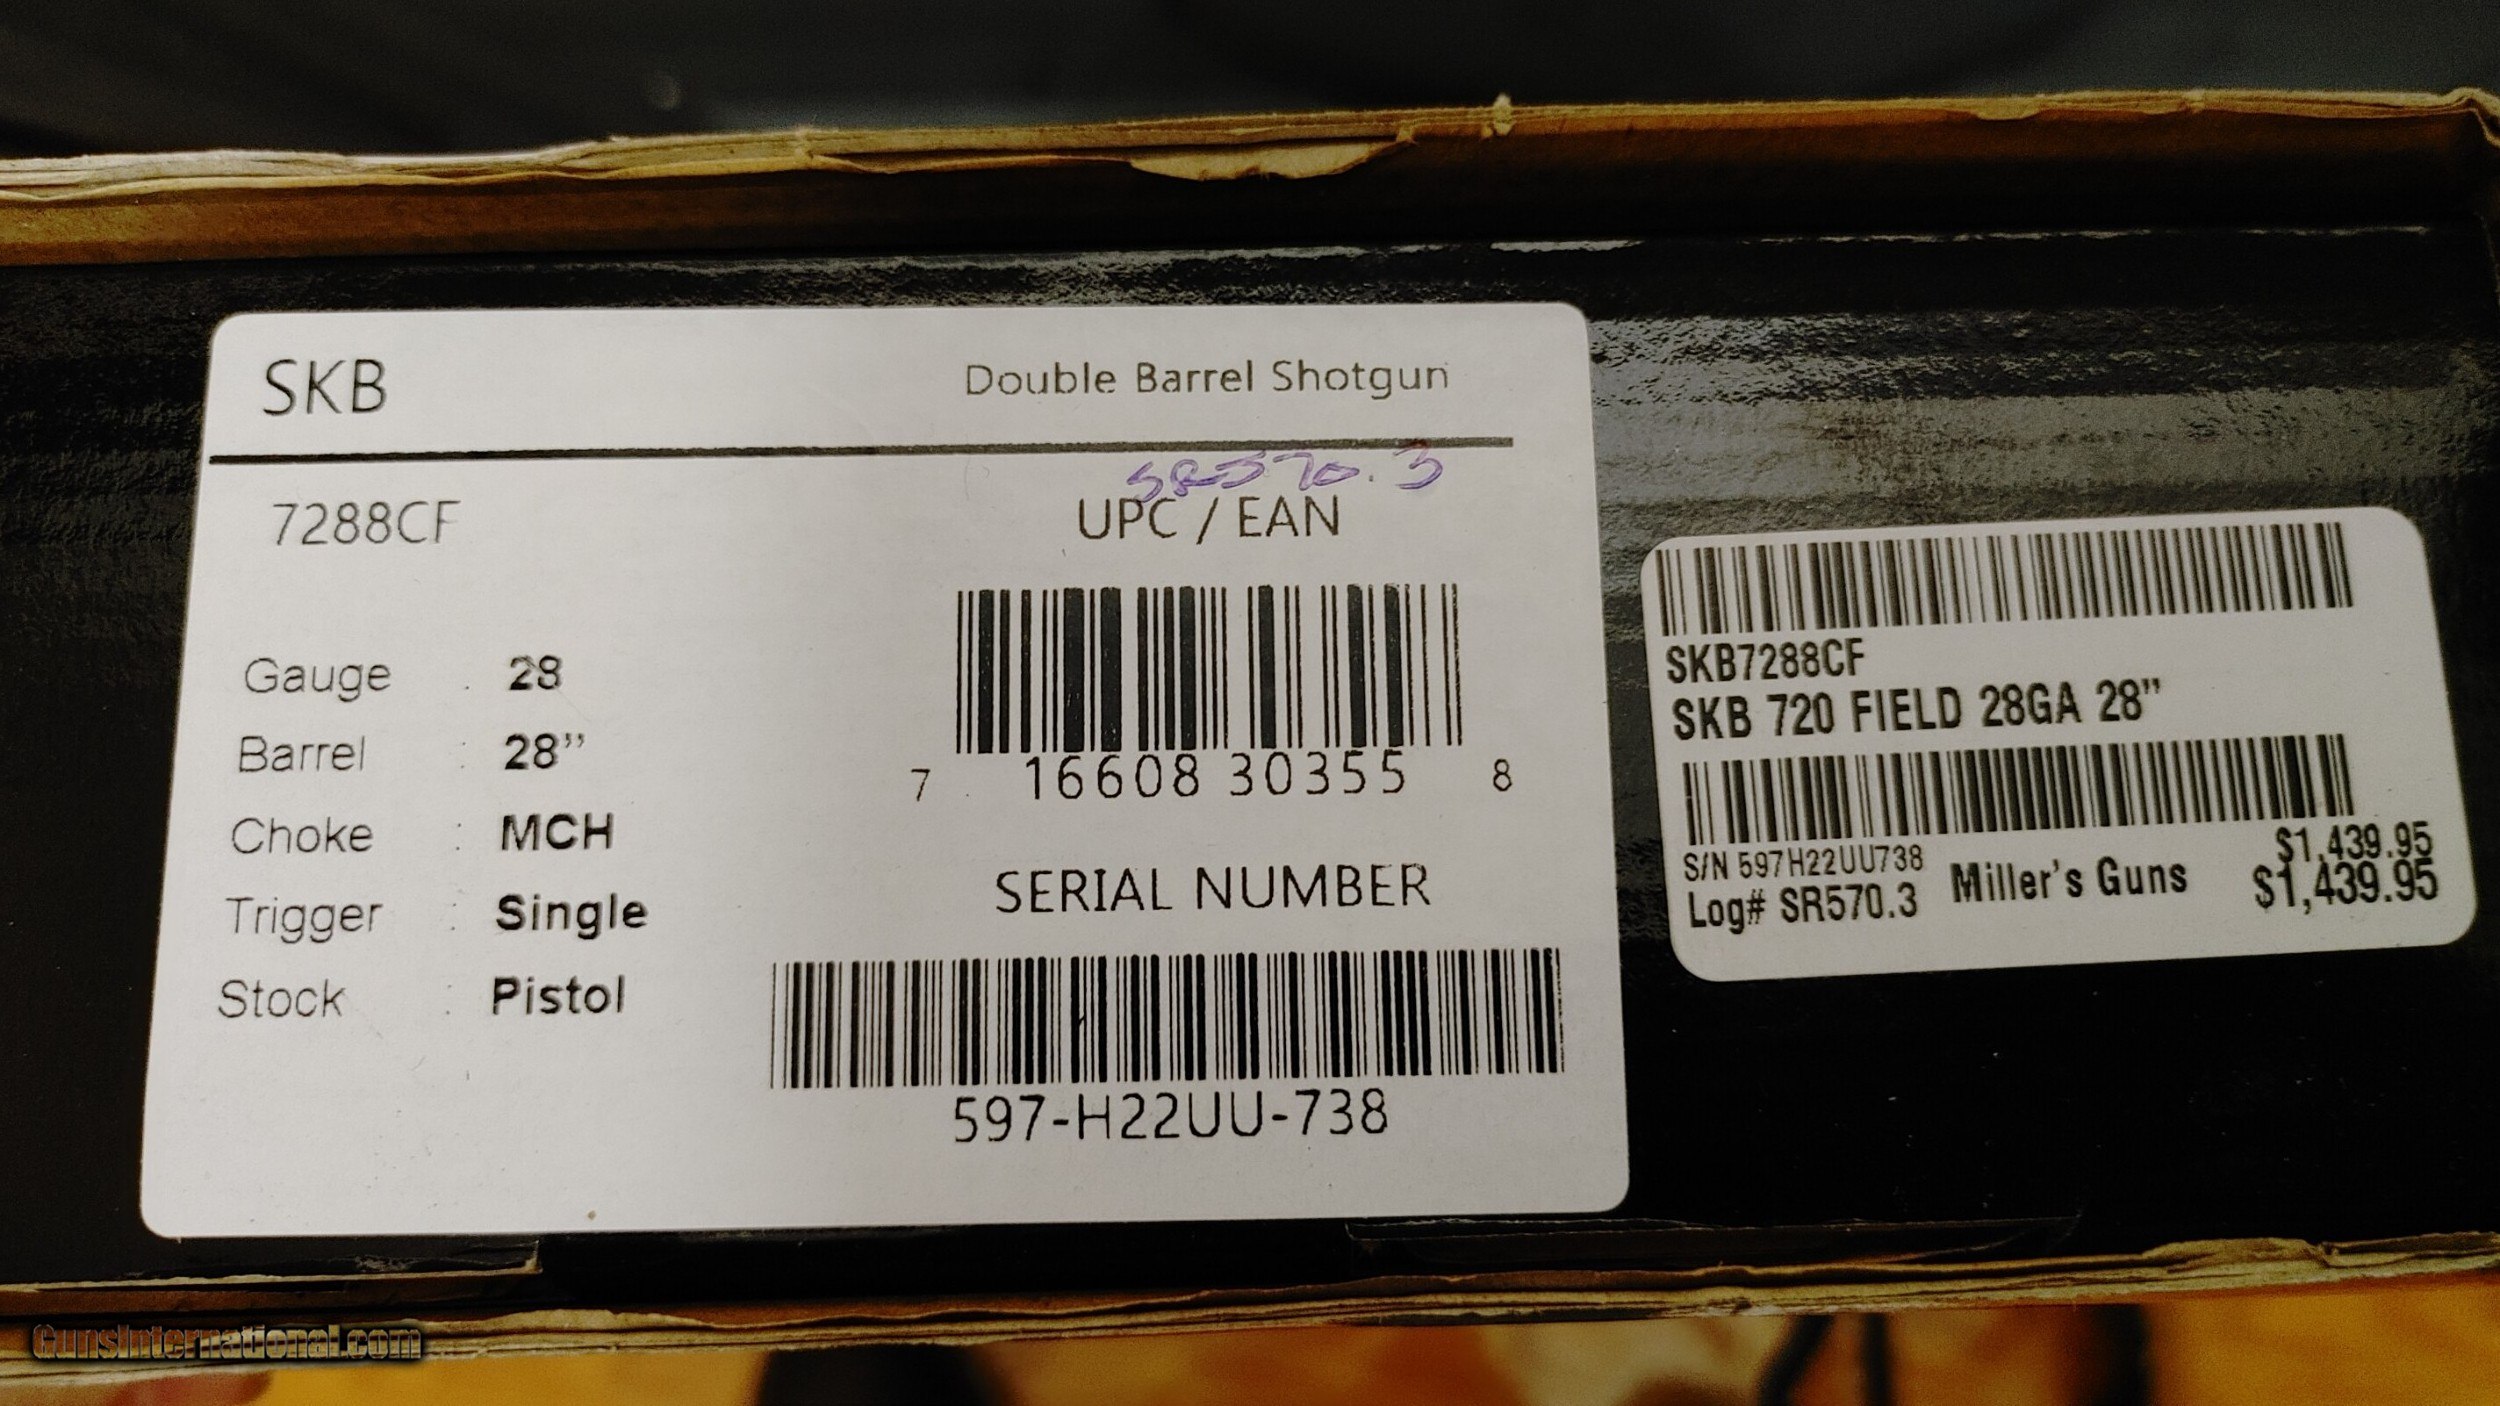 SKB
Double Barrel Shotgun
7288CF
SR570.3
UPC / EAN
Gauge : 28
Barrel : 28”
Choke : MCH
Trigger : Single
Stock : Pistol
7 16608 30355 8
SERIAL NUMBER
597-H22UU-738
SKB7288CF
SKB 720 FIELD 28GA 28”
$1,439.95
S/N 597H22UU738
Log# SR570.3 Miller's Guns $1,439.95
GunsInternational.com